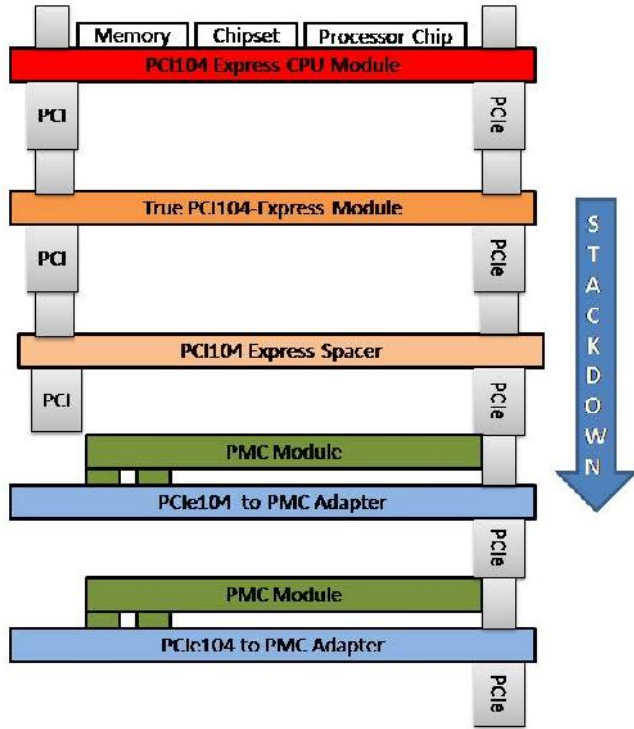 Memory
Chipset
Processor Chip
PCI104 Express CPU Module
PCI
PCIe
True PCI104-Express Module
PCI
PCIe
PCI104 Express Spacer
PCI
PCIe
PMC Module
PCIe104 to PMC Adapter
PCIe
PMC Module
PCIe104 to PMC Adapter
PCIe
STACKDOWN